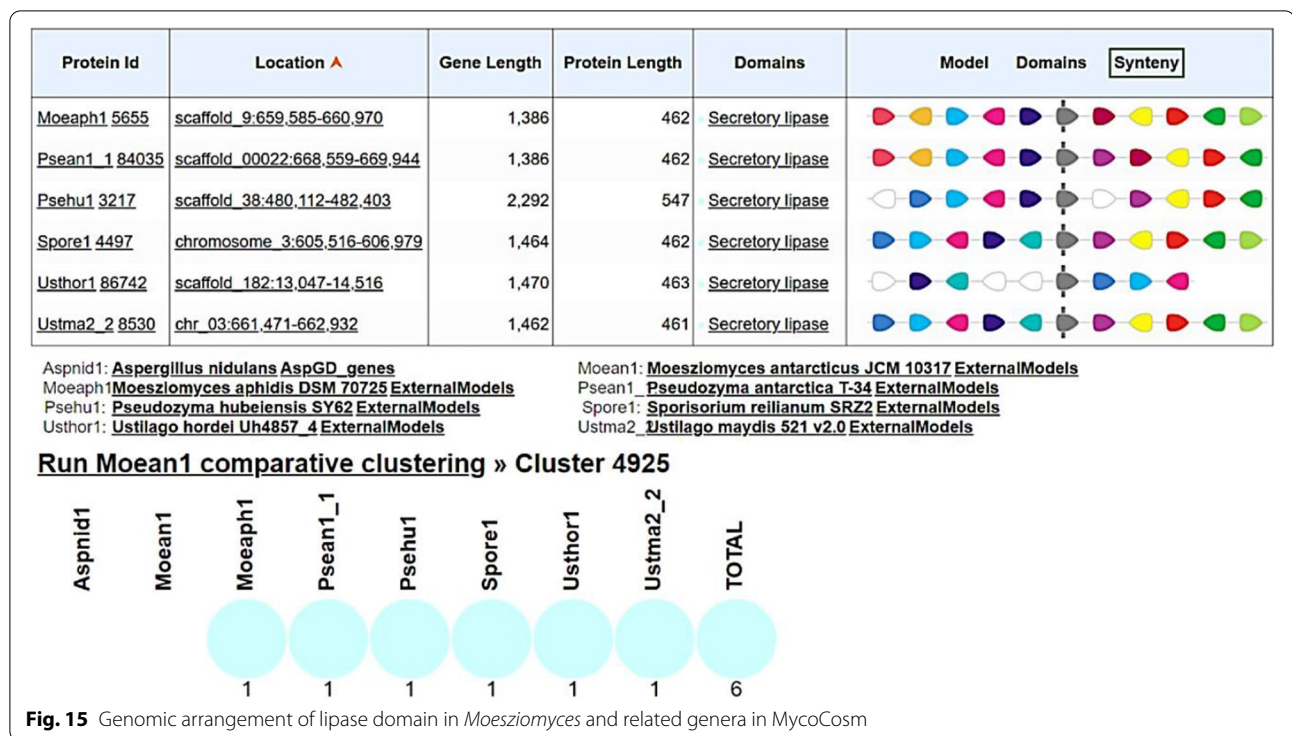 Protein Id Location Gene Length Protein Length Domains Model Domains Synteny
Moeaph1 5655 scaffold_9:659,585-660,970 1,386 462 Secretory lipase
Psean1_1 84035 scaffold_00022:668,559-669,944 1,386 462 Secretory lipase
Psehu1 3217 scaffold_38:480,112-482,403 2,292 547 Secretory lipase
Spore1 4497 chromosome_3:605,516-606,979 1,464 462 Secretory lipase
Usthor1 86742 scaffold_182:13,047-14,516 1,470 463 Secretory lipase
Ustma2_2 8530 chr_03:661,471-662,932 1,462 461 Secretory lipase
Aspnid1: Aspergillus nidulans AspGD_genes Moean1: Moesziomyces antarcticus JCM 10317 ExternalModels
Moeaph1 Moesziomyces aphidis DSM 70725 ExternalModels Psean1_ Pseudozyma antarctica T-34 ExternalModels
Psehu1: Pseudozyma hubeiensis SY62 ExternalModels Spore1: Sporisorium reilianum SRZ2 ExternalModels
Usthor1: Ustilago hordei Uh4857_4 ExternalModels Ustma2_2 Ustilago maydis 521 v2.0 ExternalModels
Run Moean1 comparative clustering » Cluster 4925
Aspnid1 Moean1 Moeaph1 Psean1_1 Psehu1 Spore1 Usthor1 Ustma2_2 TOTAL
1 1 1 1 1 1 6
Fig. 15 Genomic arrangement of lipase domain in Moesziomyces and related genera in MycoCosm